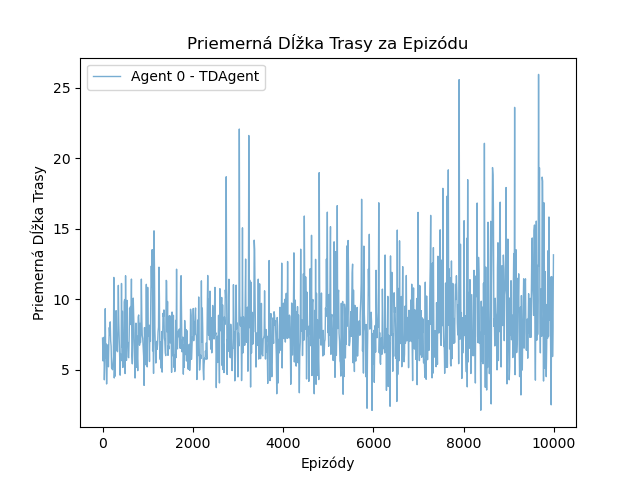 Priemerná Dĺžka Trasy za Epizódu
Agent 0 - TDAgent
Priemerná Dĺžka Trasy
25
20
15
10
5
0
2000
4000
6000
8000
10000
Epizódy